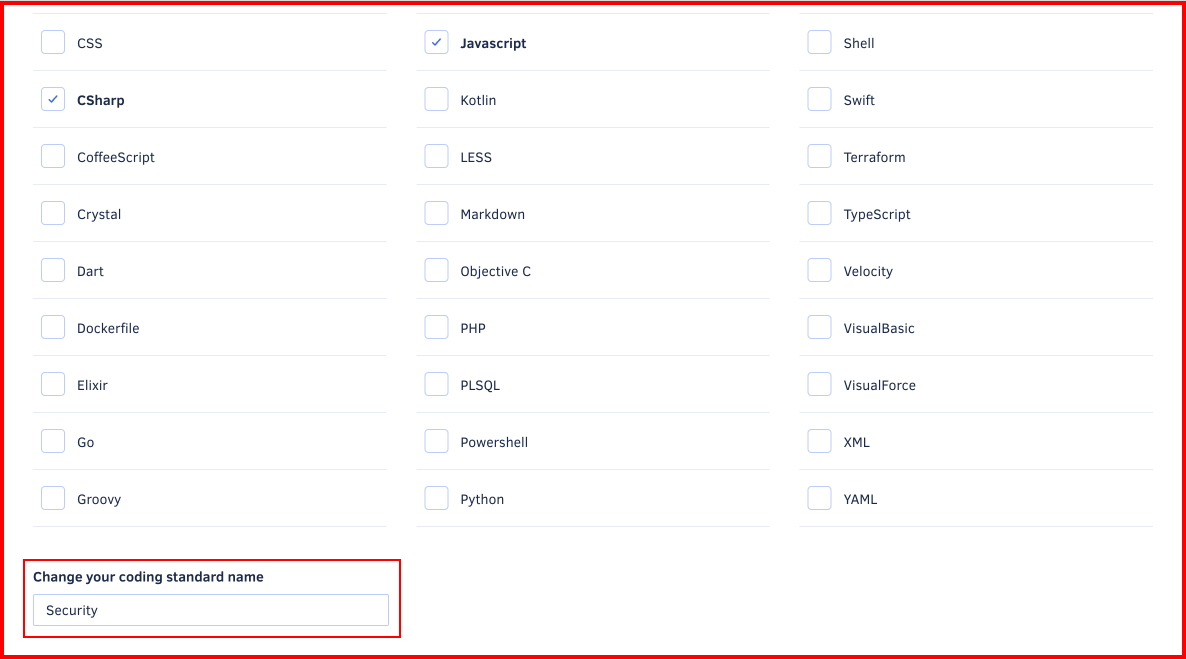 CSS
Javascript
Shell
CSharp
Kotlin
Swift
CoffeeScript
LESS
Terraform
Crystal
Markdown
TypeScript
Dart
Objective C
Velocity
Dockerfile
PHP
VisualBasic
Elixir
PLSQL
VisualForce
Go
Powershell
XML
Groovy
Python
YAML
Change your coding standard name
Security